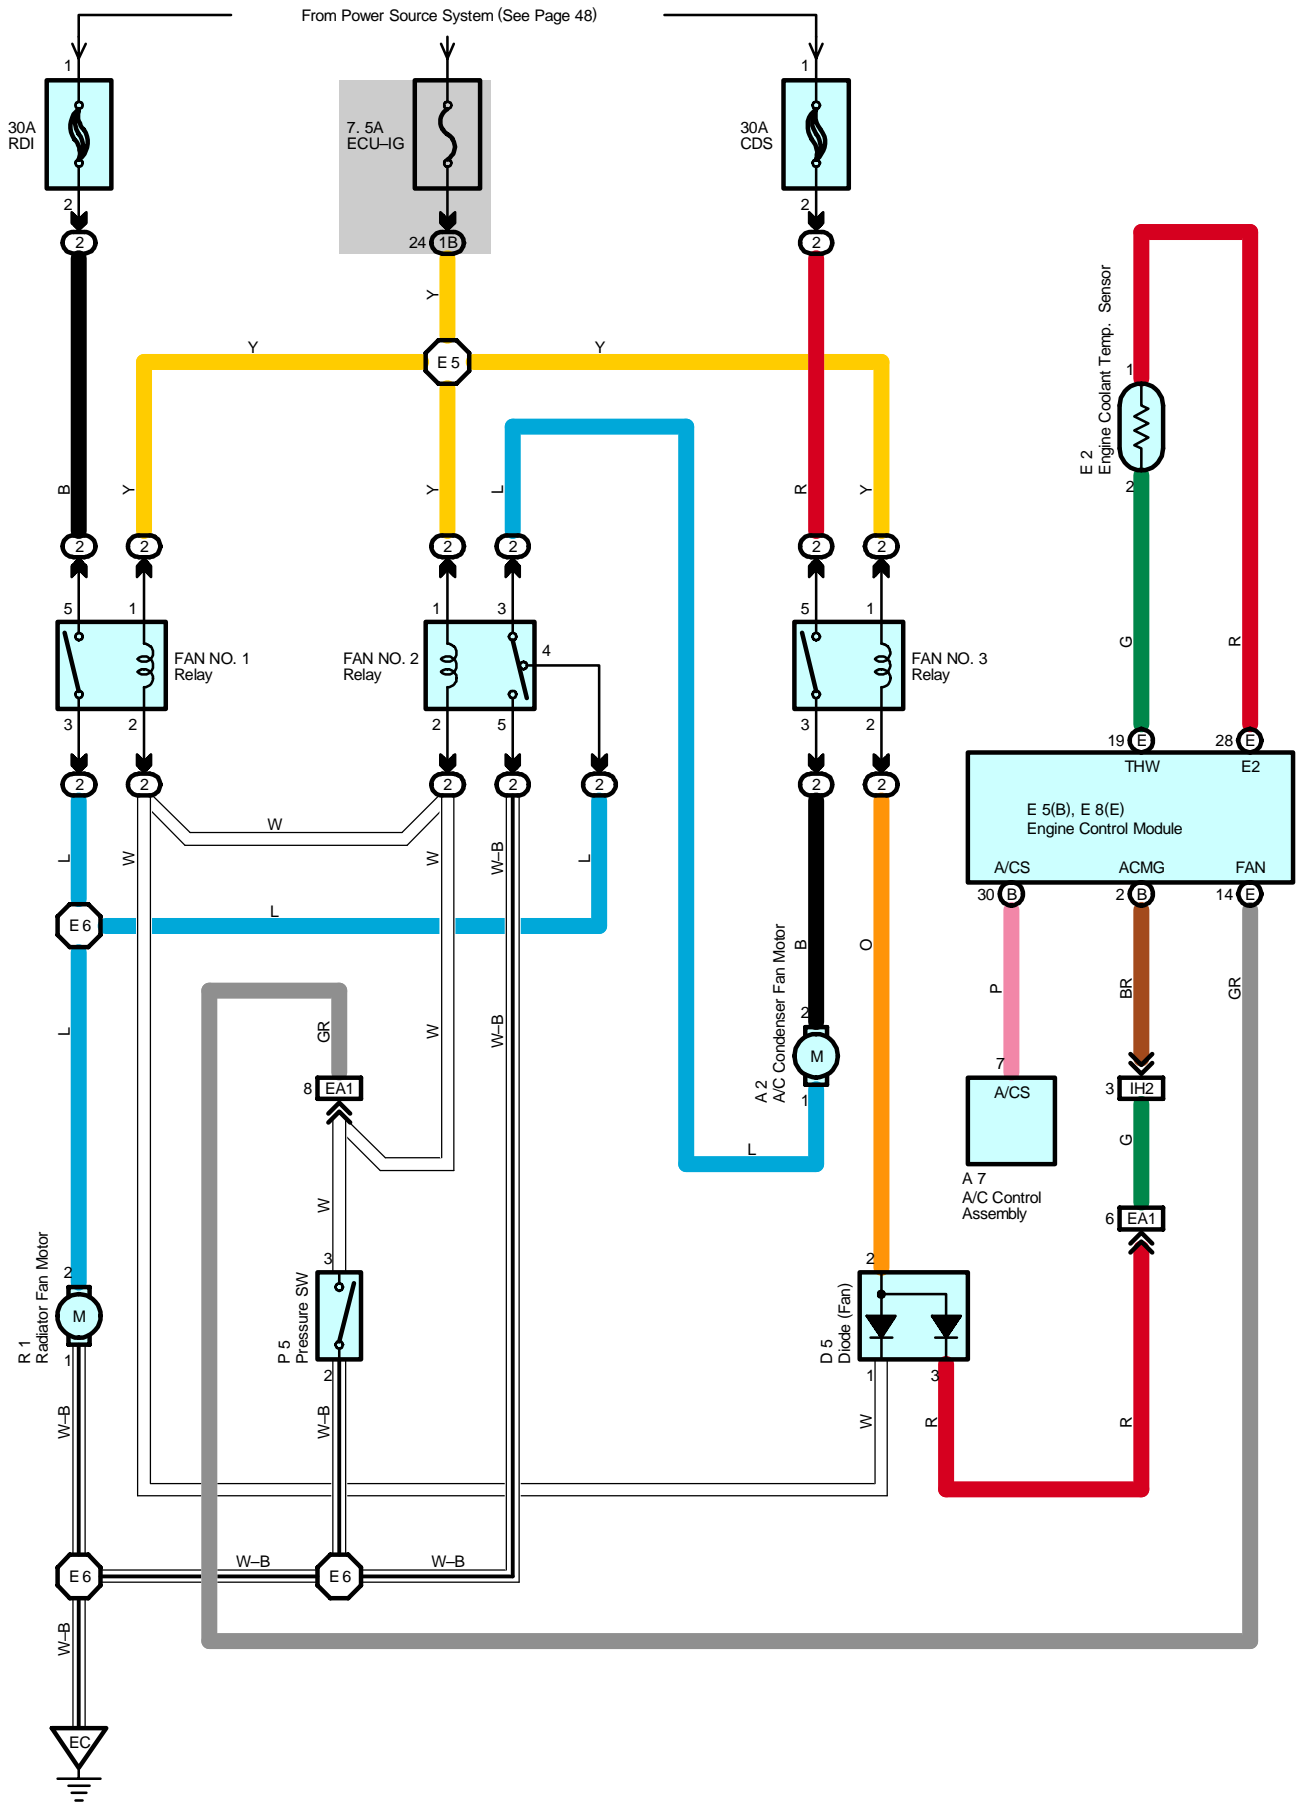 From Power Source System (See Page 48)
1
1
30A
RDI
7. 5A
ECU–IG
30A
CDS
2
2
2
24
1B
2
Y
Y
Y
E 5
B
Y
Y
L
R
Y
2
2
2
2
2
2
5
1
1
3
5
1
4
FAN NO. 1
Relay
FAN NO. 2
Relay
FAN NO. 3
Relay
3
2
2
5
3
2
2
2
2
2
2
2
2
1
E 2
Engine Coolant Temp. Sensor
2
G
R
19
E
28
E
THW
E2
E 5(B), E 8(E)
Engine Control Module
A/CS
ACMG
FAN
30
B
2
B
14
E
W
L
W
W
W–B
L
E 6
L
B
O
P
BR
GR
L
GR
W
W–B
8
EA1
A 2
A/C Condenser Fan Motor
2
M
1
L
7
A/CS
A 7
A/C Control
Assembly
3
IH2
G
6
EA1
W
R 1
Radiator Fan Motor
2
M
1
P 5
Pressure SW
3
2
D 5
Diode (Fan)
2
1
3
W–B
W–B
W
R
R
E 6
W–B
E 6
W–B
W–B
EC